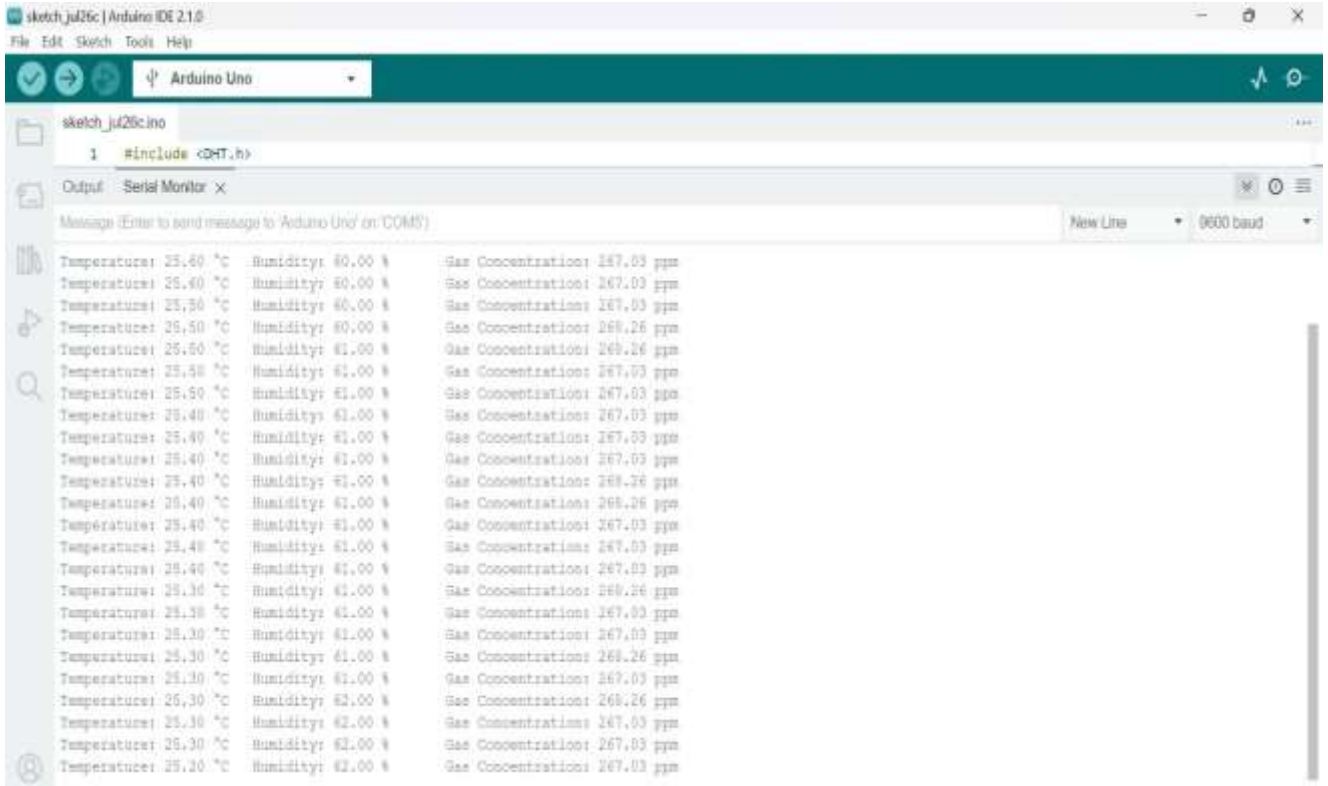 sketch_jul26c | Arduino IDE 2.1.0
File Edit Sketch Tools Help
Arduino Uno
sketch_jul26c.ino
1 #include <DHT.h>
Output Serial Monitor
Message (Enter to send message to 'Arduino Uno' on 'COM5')
New Line
9600 baud
Temperature: 25.60 °C Humidity: 60.00 % Gas Concentration: 267.03 ppm
Temperature: 25.60 °C Humidity: 60.00 % Gas Concentration: 267.03 ppm
Temperature: 25.50 °C Humidity: 60.00 % Gas Concentration: 267.03 ppm
Temperature: 25.50 °C Humidity: 60.00 % Gas Concentration: 268.26 ppm
Temperature: 25.50 °C Humidity: 61.00 % Gas Concentration: 268.26 ppm
Temperature: 25.50 °C Humidity: 61.00 % Gas Concentration: 267.03 ppm
Temperature: 25.50 °C Humidity: 61.00 % Gas Concentration: 267.03 ppm
Temperature: 25.40 °C Humidity: 61.00 % Gas Concentration: 267.03 ppm
Temperature: 25.40 °C Humidity: 61.00 % Gas Concentration: 267.03 ppm
Temperature: 25.40 °C Humidity: 61.00 % Gas Concentration: 267.03 ppm
Temperature: 25.40 °C Humidity: 61.00 % Gas Concentration: 268.26 ppm
Temperature: 25.40 °C Humidity: 61.00 % Gas Concentration: 268.26 ppm
Temperature: 25.40 °C Humidity: 61.00 % Gas Concentration: 267.03 ppm
Temperature: 25.40 °C Humidity: 61.00 % Gas Concentration: 267.03 ppm
Temperature: 25.40 °C Humidity: 61.00 % Gas Concentration: 267.03 ppm
Temperature: 25.30 °C Humidity: 61.00 % Gas Concentration: 268.26 ppm
Temperature: 25.30 °C Humidity: 61.00 % Gas Concentration: 267.03 ppm
Temperature: 25.30 °C Humidity: 61.00 % Gas Concentration: 267.03 ppm
Temperature: 25.30 °C Humidity: 61.00 % Gas Concentration: 268.26 ppm
Temperature: 25.30 °C Humidity: 61.00 % Gas Concentration: 267.03 ppm
Temperature: 25.30 °C Humidity: 62.00 % Gas Concentration: 268.26 ppm
Temperature: 25.30 °C Humidity: 62.00 % Gas Concentration: 267.03 ppm
Temperature: 25.30 °C Humidity: 62.00 % Gas Concentration: 267.03 ppm
Temperature: 25.20 °C Humidity: 62.00 % Gas Concentration: 267.03 ppm